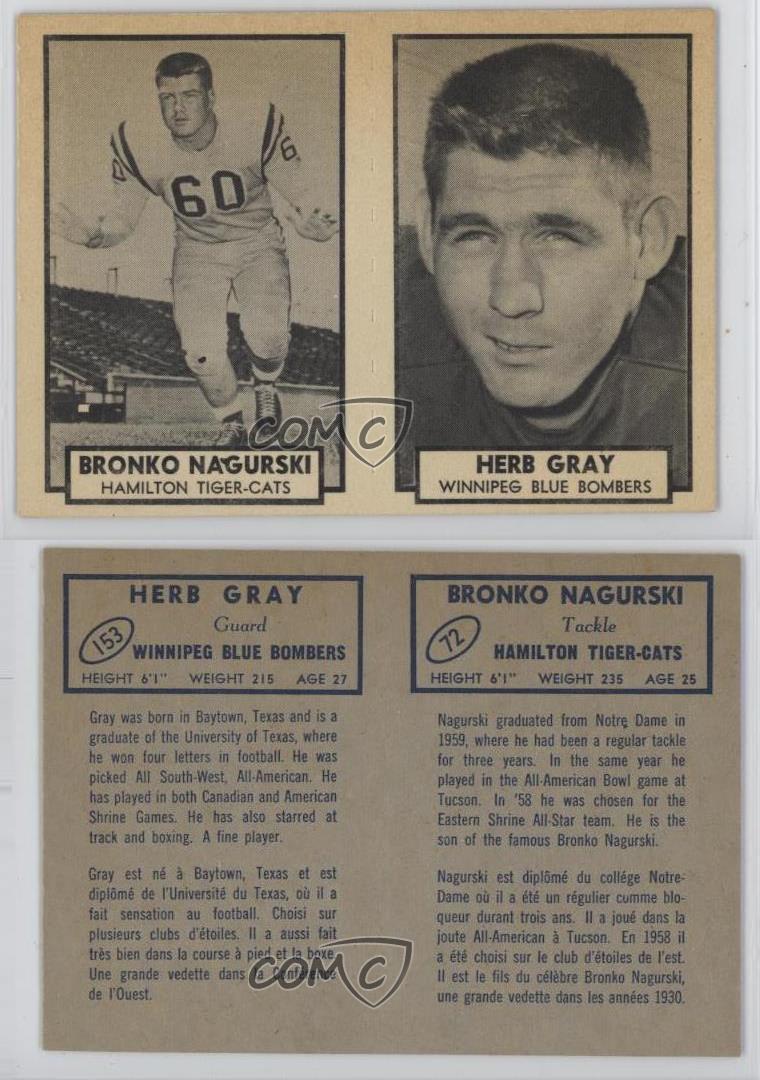 60
60
6
BRONKO NAGURSKI
HAMILTON TIGER-CATS
HERB GRAY
WINNIPEG BLUE BOMBERS
COMC
HERB GRAY
Guard
153
WINNIPEG BLUE BOMBERS
HEIGHT 6'1" WEIGHT 215 AGE 27
Gray was born in Baytown, Texas and is a
graduate of the University of Texas, where
he won four letters in football. He was
picked All South-West, All-American. He
has played in both Canadian and American
Shrine Games. He has also starred at
track and boxing. A fine player.
Gray est né à Baytown, Texas et est
diplômé de l'Université du Texas, où il a
fait sensation au football. Choisi sur
plusieurs clubs d'étoiles. Il a aussi fait
très bien dans la course à pied et la boxe.
Une grande vedette dans la Conférence
de l'Ouest.
BRONKO NAGURSKI
Tackle
72
HAMILTON TIGER-CATS
HEIGHT 6'1" WEIGHT 235 AGE 25
Nagurski graduated from Notre Dame in
1959, where he had been a regular tackle
for three years. In the same year he
played in the All-American Bowl game at
Tucson. In '58 he was chosen for the
Eastern Shrine All-Star team. He is the
son of the famous Bronko Nagurski.
Nagurski est diplômé du collége Notre-
Dame où il a été un régulier cumme blo-
queur durant trois ans. Il a joué dans la
joute All-American à Tucson. En 1958 il
a été choisi sur le club d'étoiles de l'est.
Il est le fils du célèbre Bronko Nagurski,
une grande vedette dans les années 1930.
COMC